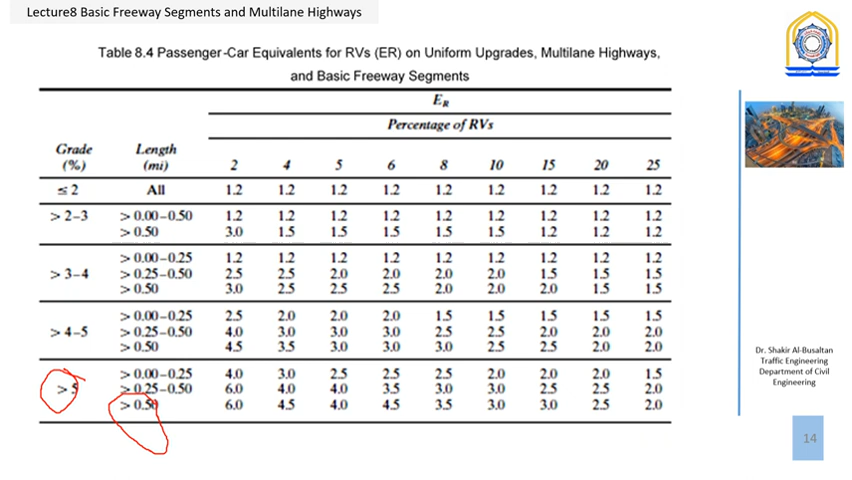 Lecture8 Basic Freeway Segments and Multilane Highways
Table 8.4 Passenger-Car Equivalents for RVs (ER) on Uniform Upgrades, Multilane Highways,
and Basic Freeway Segments
E_R
Percentage of RVs
Grade (%) Length (mi) 2 4 5 6 8 10 15 20 25
≤ 2 All 1.2 1.2 1.2 1.2 1.2 1.2 1.2 1.2 1.2
> 2–3 > 0.00–0.50 1.2 1.2 1.2 1.2 1.2 1.2 1.2 1.2 1.2
> 0.50 3.0 1.5 1.5 1.5 1.5 1.5 1.2 1.2 1.2
> 0.00–0.25 1.2 1.2 1.2 1.2 1.2 1.2 1.2 1.2 1.2
> 3–4 > 0.25–0.50 2.5 2.5 2.0 2.0 2.0 2.0 1.5 1.5 1.5
> 0.50 3.0 2.5 2.5 2.5 2.0 2.0 2.0 1.5 1.5
> 0.00–0.25 2.5 2.0 2.0 2.0 1.5 1.5 1.5 1.5 1.5
> 4–5 > 0.25–0.50 4.0 3.0 3.0 3.0 2.5 2.5 2.0 2.0 2.0
> 0.50 4.5 3.5 3.0 3.0 3.0 2.5 2.5 2.0 2.0
> 0.00–0.25 4.0 3.0 2.5 2.5 2.5 2.0 2.0 2.0 1.5
> 5 > 0.25–0.50 6.0 4.0 4.0 3.5 3.0 3.0 2.5 2.5 2.0
> 0.50 6.0 4.5 4.0 4.5 3.5 3.0 3.0 2.5 2.0
Dr. Shakir Al-Busaltan
Traffic Engineering
Department of Civil
Engineering
14